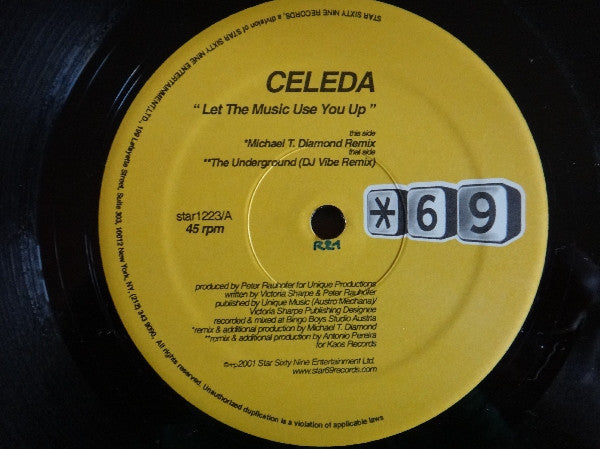 STAR SIXTY NINE RECORDS, a division of STAR SIXTY NINE ENTERTAINMENT LTD., 199 Lafayette Street, Suite 303, 10012 New York, NY, (212) 343 9090. All rights reserved. Unauthorized duplication is a violation of applicable laws
CELEDA
“ Let The Music Use You Up ”
this side
*Michael T. Diamond Remix
that side
**The Underground (DJ Vibe Remix)
star1223/A
45 rpm
*69
R21
produced by Peter Rauhofer for Unique Productions
written by Victoria Sharpe & Peter Rauhofer
published by Unique Music (Austro Mechana)/
Victoria Sharpe Publishing Designee
recorded & mixed at Bingo Boys Studio Austria
*remix & additional production by Michael T. Diamond
**remix & additional production by Antonio Pereira
for Kaos Records
©+p2001 Star Sixty Nine Entertainment Ltd.
www.star69records.com